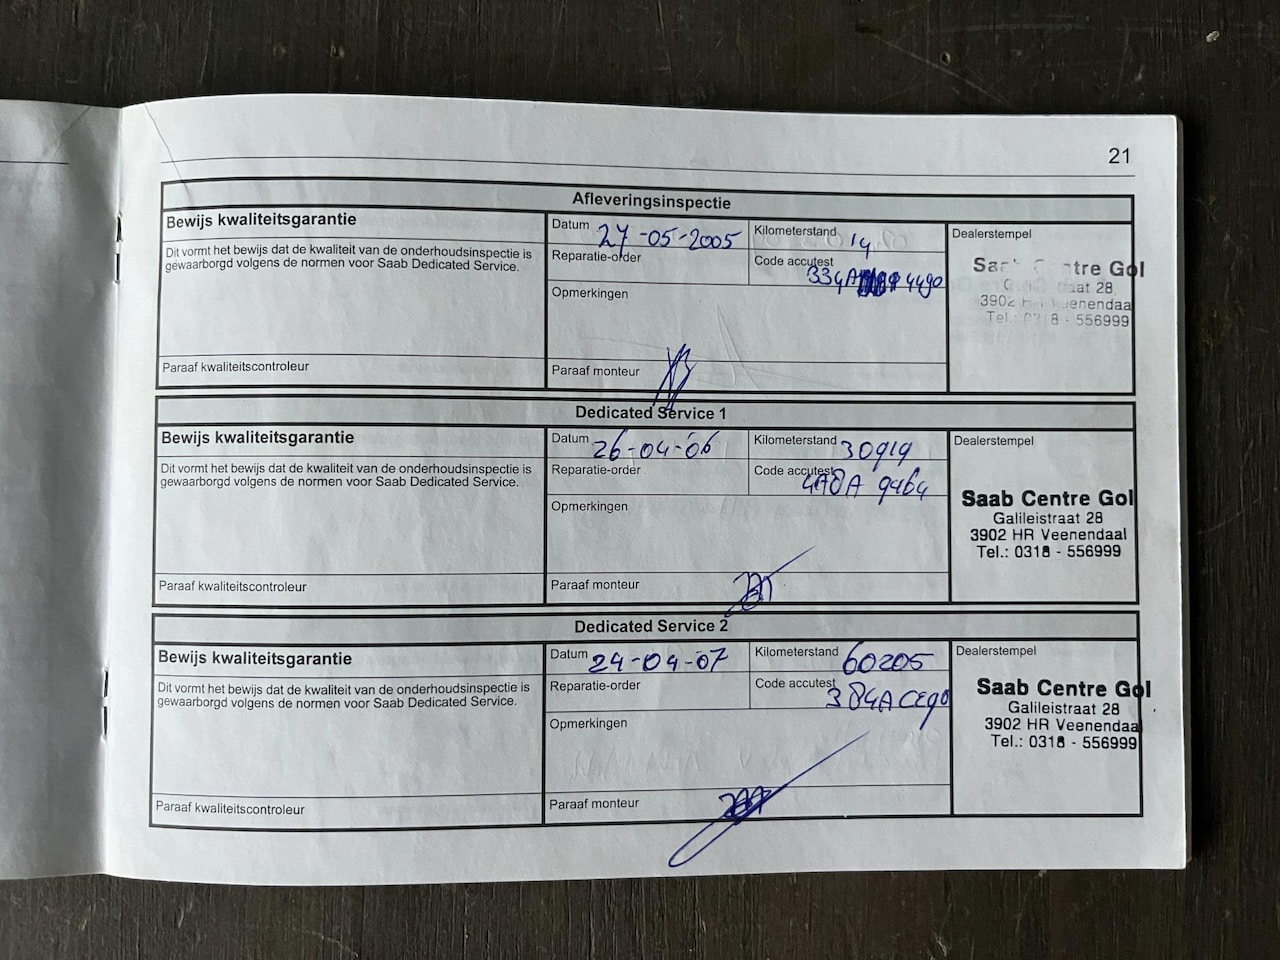 21
Afleveringsinspectie
Bewijs kwaliteitsgarantie
Dit vormt het bewijs dat de kwaliteit van de onderhoudsinspectie is
gewaarborgd volgens de normen voor Saab Dedicated Service.
Paraaf kwaliteitscontroleur
Datum 27-05-2005
Kilometerstand 14
Reparatie-order
Code accutest 334A 4490
Opmerkingen
Paraaf monteur
Dealerstempel
Gol
28
3902 Veenendaa
Tel.: 556999
Dedicated Service 1
Bewijs kwaliteitsgarantie
Dit vormt het bewijs dat de kwaliteit van de onderhoudsinspectie is
gewaarborgd volgens de normen voor Saab Dedicated Service.
Paraaf kwaliteitscontroleur
Datum 26-04-06
Kilometerstand 30919
Reparatie-order
Code accutest
Opmerkingen
Paraaf monteur
Dealerstempel
Saab Centre Gol
Galileistraat 28
3902 HR Veenendaal
Tel.: 0318 - 556999
Dedicated Service 2
Bewijs kwaliteitsgarantie
Dit vormt het bewijs dat de kwaliteit van de onderhoudsinspectie is
gewaarborgd volgens de normen voor Saab Dedicated Service.
Paraaf kwaliteitscontroleur
Datum 24-04-07
Kilometerstand 60205
Reparatie-order
Code accutest
Opmerkingen
Paraaf monteur
Dealerstempel
Saab Centre Gol
Galileistraat 28
3902 HR Veenendaal
Tel.: 0318 - 556999